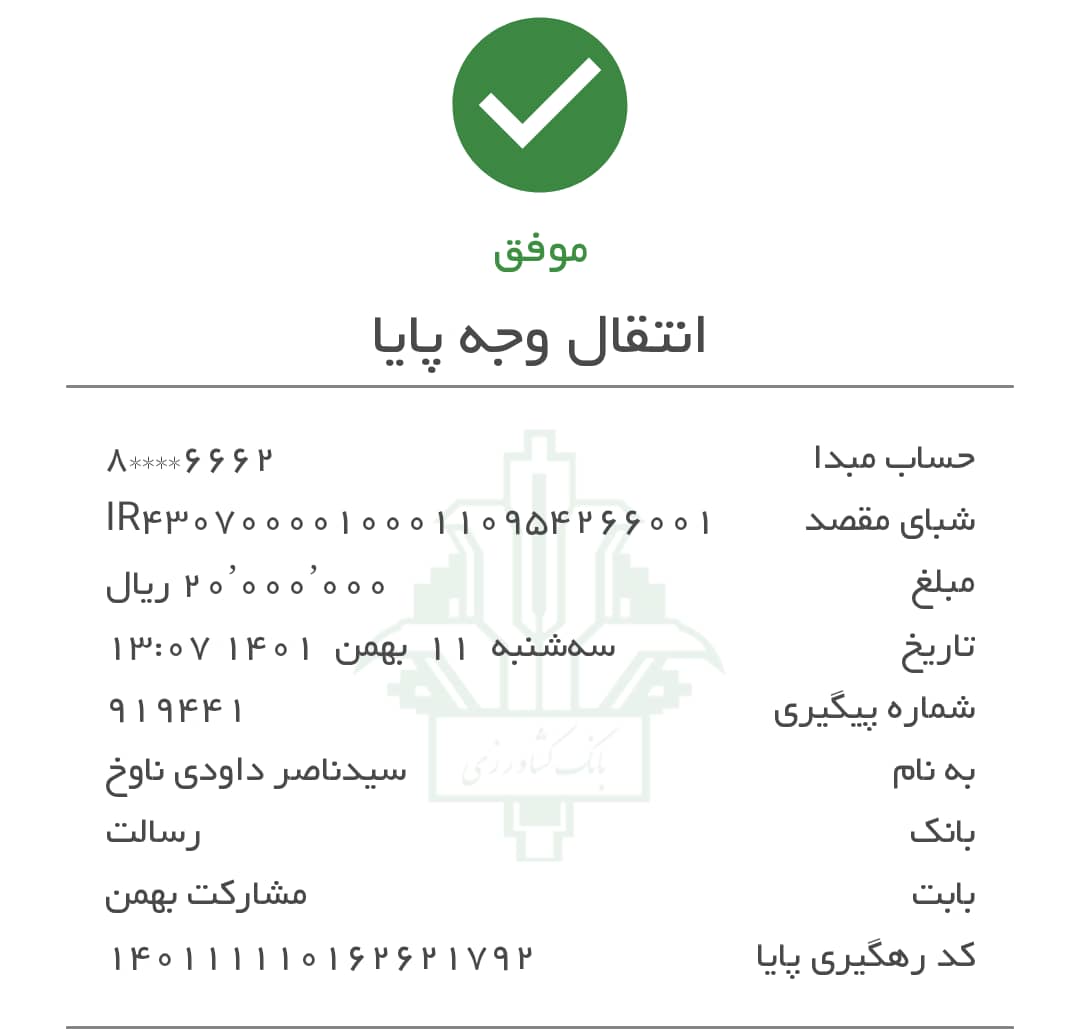 موفق
انتقال وجه پایا
حساب مبدا ۸****۶۶۶۲
شبای مقصد IR۴۳۰۷۰۰۰۰۱۰۰۰۱۱۰۹۵۴۲۶۶۰۰۱
مبلغ ۲۰٬۰۰۰٬۰۰۰ ریال
تاریخ سه‌شنبه ۱۱ بهمن ۱۴۰۱ ۱۳:۰۷
شماره پیگیری ۹۱۹۴۴۱
به نام سیدناصر داودی ناوخ
بانک کشاورزی
بانک رسالت
بابت مشارکت بهمن
کد رهگیری پایا ۱۴۰۱۱۱۱۱۰۱۶۲۶۲۱۷۹۲